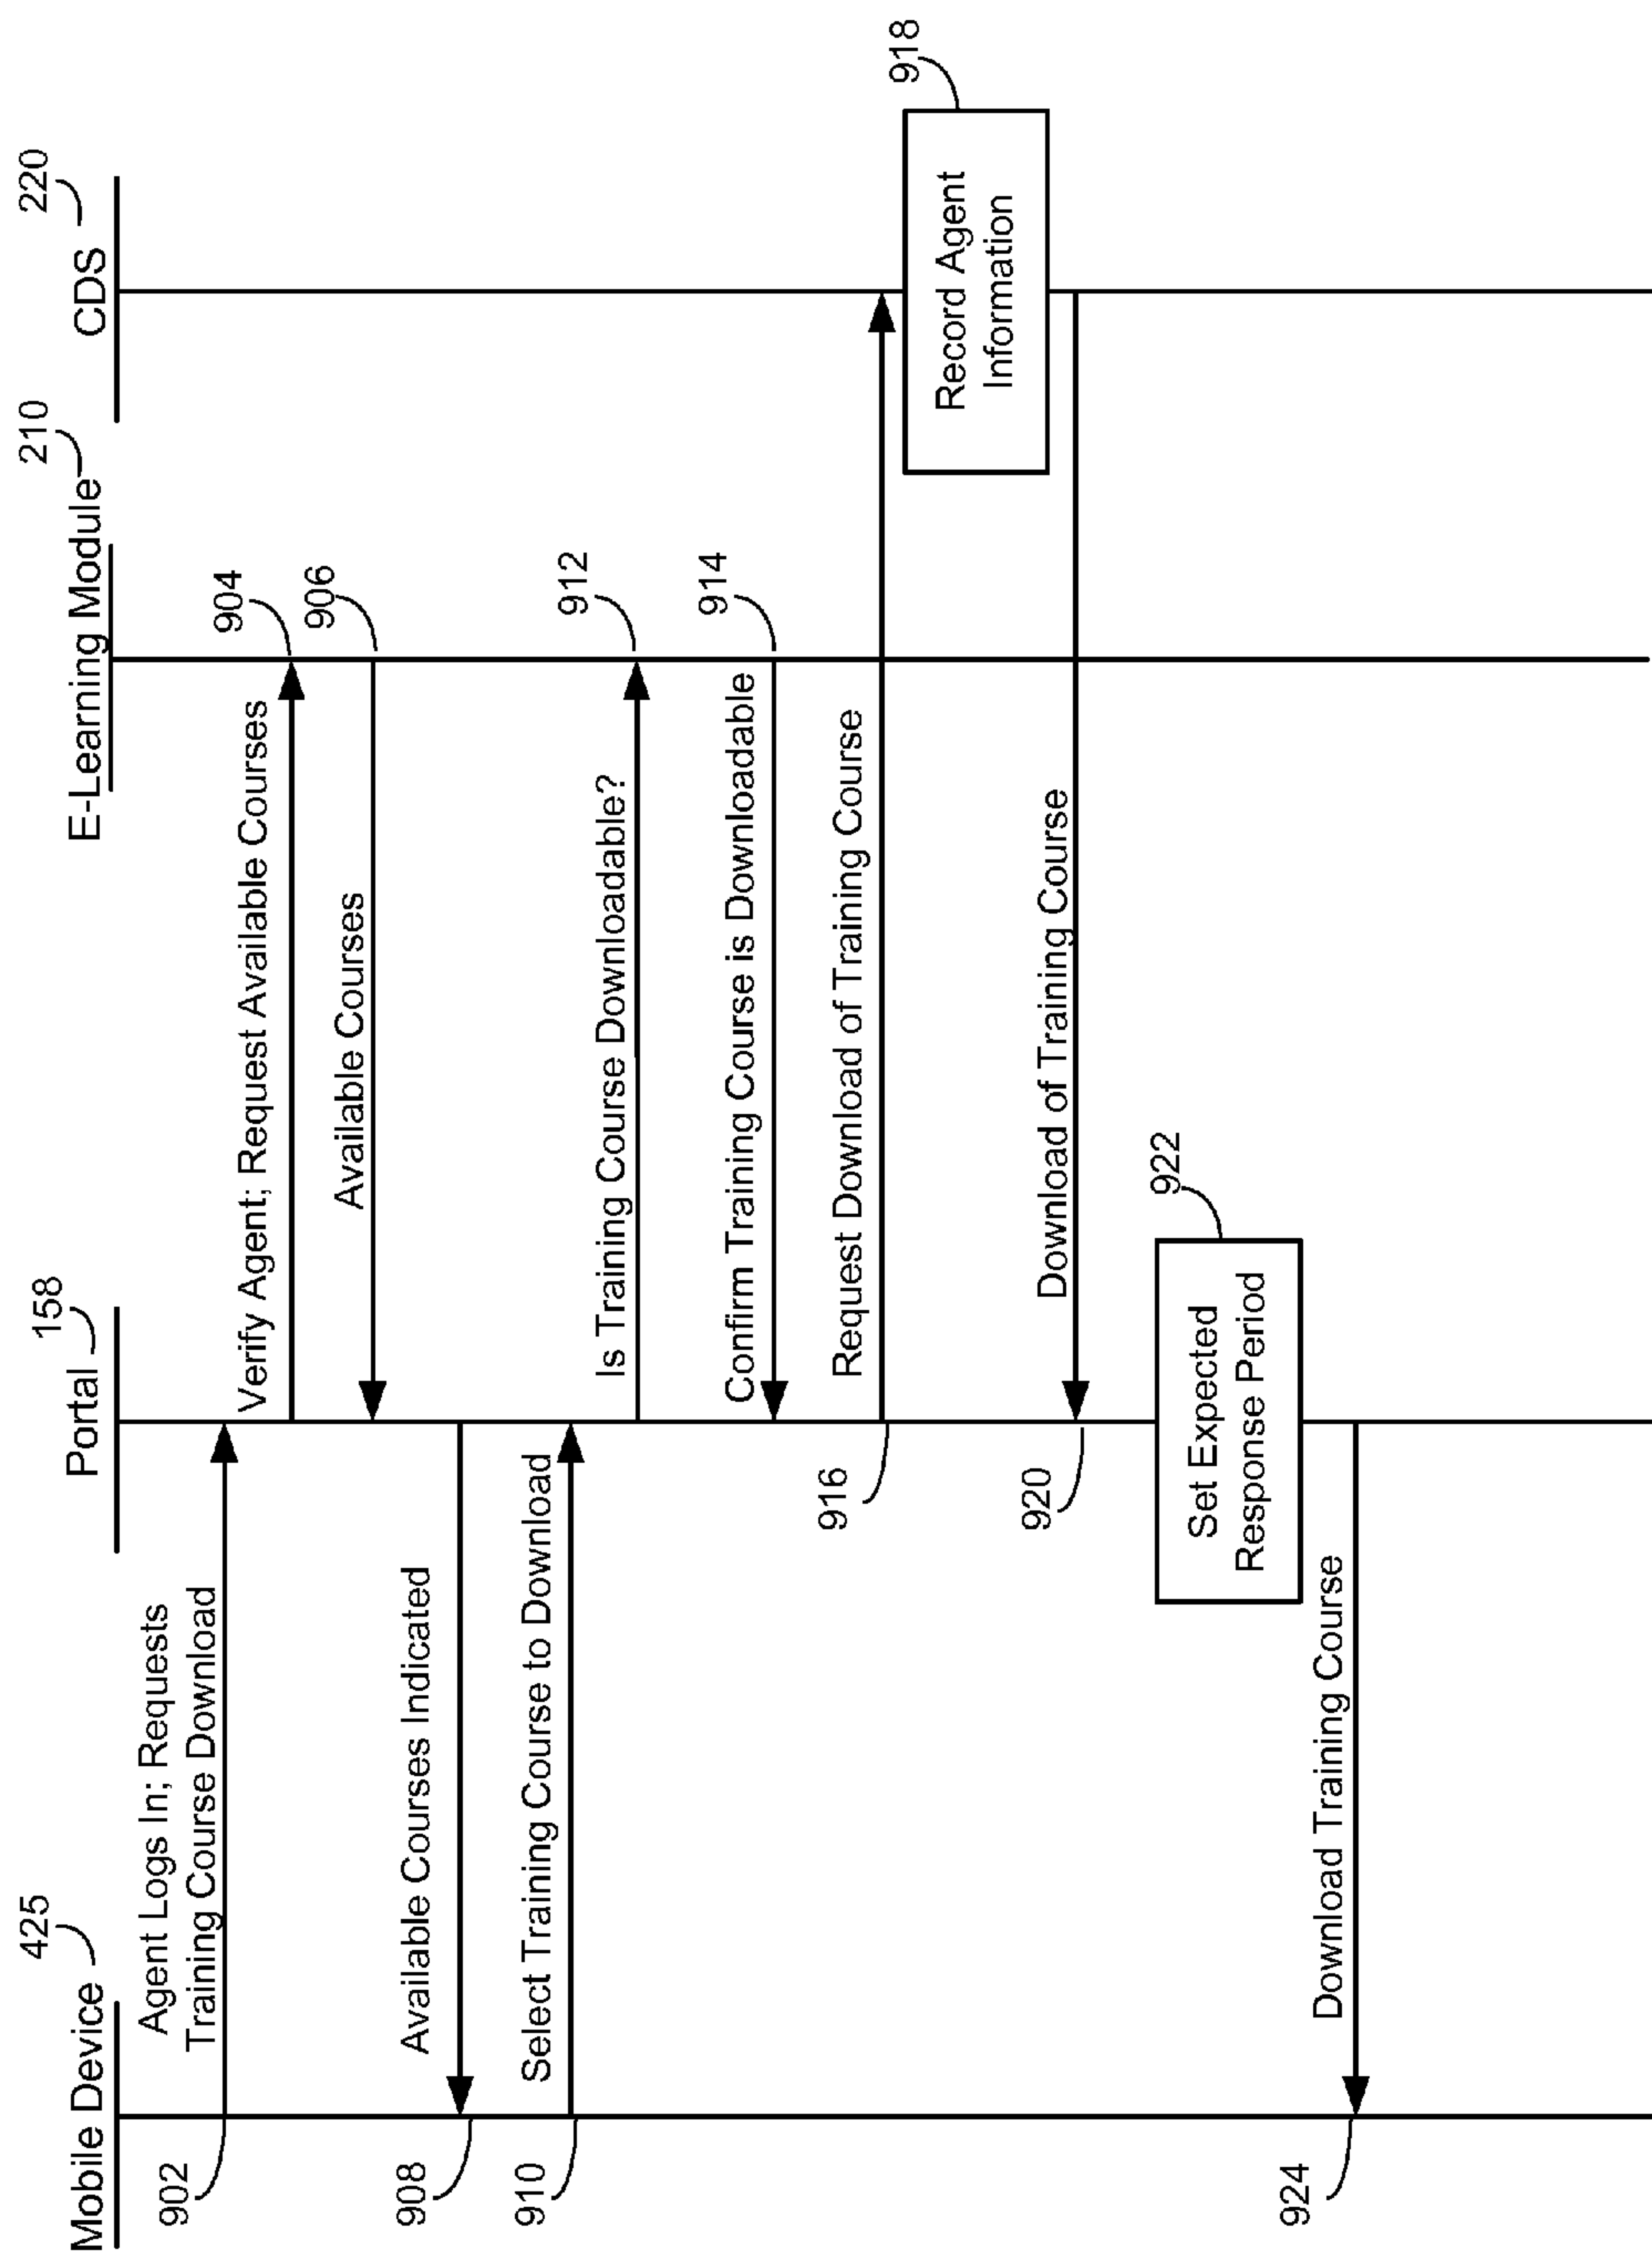 425
Mobile Device
158
Portal
210
E-Learning Module
220
CDS
Agent Logs In; Requests
Training Course Download
902
Verify Agent; Request Available Courses
904
Available Courses
906
Available Courses Indicated
908
Select Training Course to Download
910
Is Training Course Downloadable?
912
Confirm Training Course is Downloadable
914
Request Download of Training Course
916
918
Record Agent
Information
Download of Training Course
920
922
Set Expected
Response Period
Download Training Course
924